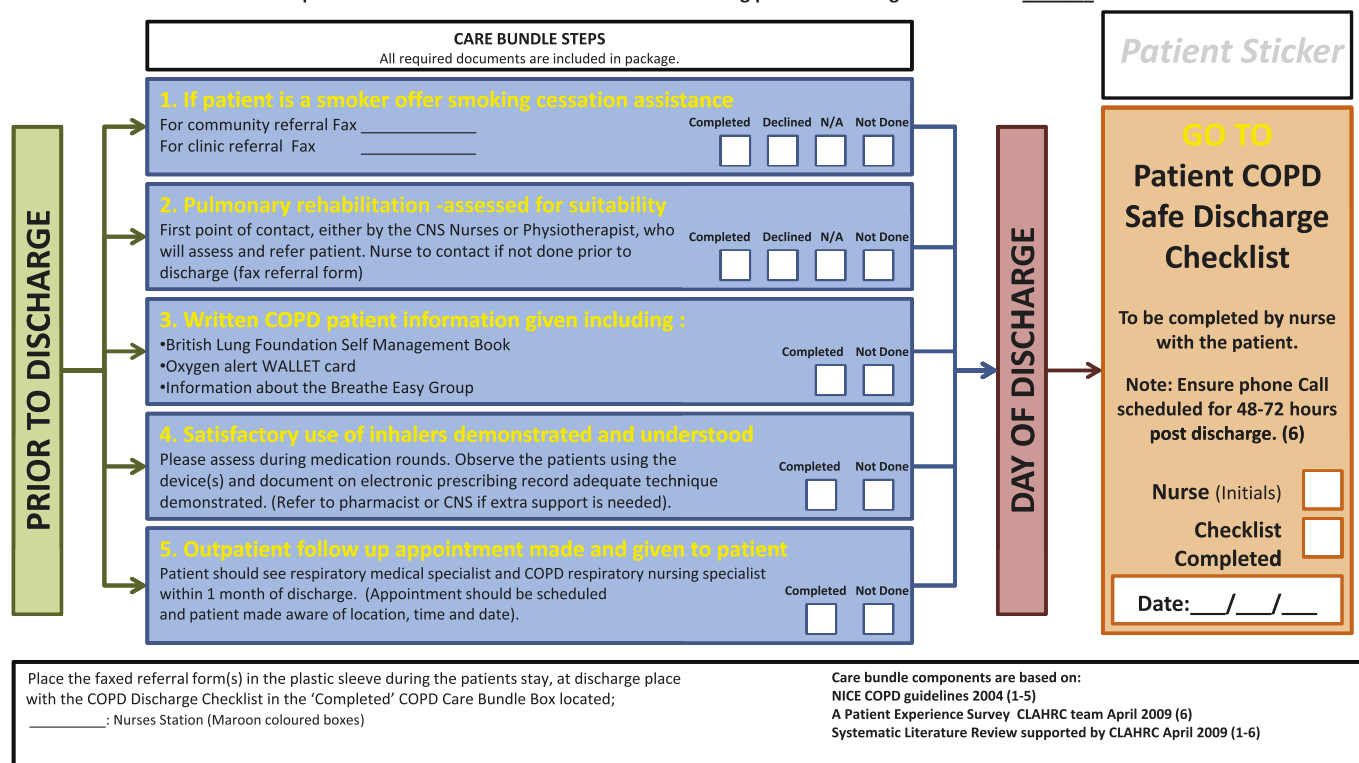 CARE BUNDLE STEPS
All required documents are included in package.
Patient Sticker
PRIOR TO DISCHARGE
1. If patient is a smoker offer smoking cessation assistance
For community referral Fax _____________
For clinic referral  Fax _____________
Completed Declined N/A Not Done
2. Pulmonary rehabilitation -assessed for suitability
First point of contact, either by the CNS Nurses or Physiotherapist, who
will assess and refer patient. Nurse to contact if not done prior to
discharge (fax referral form)
Completed Declined N/A Not Done
3. Written COPD patient information given including :
•British Lung Foundation Self Management Book
•Oxygen alert WALLET card
•Information about the Breathe Easy Group
Completed Not Done
4. Satisfactory use of inhalers demonstrated and understood
Please assess during medication rounds. Observe the patients using the
device(s) and document on electronic prescribing record adequate technique
demonstrated. (Refer to pharmacist or CNS if extra support is needed).
Completed Not Done
5. Outpatient follow up appointment made and given to patient
Patient should see respiratory medical specialist and COPD respiratory nursing specialist
within 1 month of discharge.  (Appointment should be scheduled
and patient made aware of location, time and date).
Completed Not Done
DAY OF DISCHARGE
GO TO
Patient COPD
Safe Discharge
Checklist
To be completed by nurse
with the patient.
Note: Ensure phone Call
scheduled for 48-72 hours
post discharge. (6)
Nurse (Initials)
Checklist
Completed
Date:___/___/___
Place the faxed referral form(s) in the plastic sleeve during the patients stay, at discharge place
with the COPD Discharge Checklist in the ‘Completed’ COPD Care Bundle Box located;
__________: Nurses Station (Maroon coloured boxes)
Care bundle components are based on:
NICE COPD guidelines 2004 (1-5)
A Patient Experience Survey  CLAHRC team April 2009 (6)
Systematic Literature Review supported by CLAHRC April 2009 (1-6)